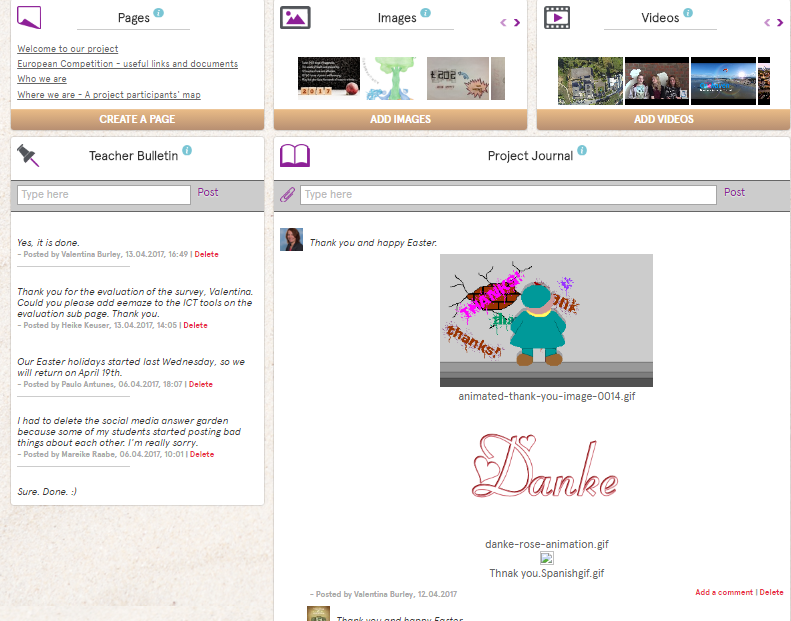 Pages
Images
Videos
Welcome to our project
European Competition - useful links and documents
Who we are
Where we are - A project participants' map
2017
CREATE A PAGE
ADD IMAGES
ADD VIDEOS
Teacher Bulletin
Project Journal
Type here
Post
Type here
Post
Yes, it is done.
– Posted by Valentina Burley, 13.04.2017, 16:49 | Delete
Thank you for the evaluation of the survey, Valentina.
Could you please add eemaze to the ICT tools on the
evaluation sub page. Thank you.
– Posted by Heike Keuser, 13.04.2017, 14:05 | Delete
Our Easter holidays started last Wednesday, so we
will return on April 19th.
– Posted by Paulo Antunes, 06.04.2017, 18:07 | Delete
I had to delete the social media answer garden
because some of my students started posting bad
things about each other. I'm really sorry.
– Posted by Mareike Raabe, 06.04.2017, 10:01 | Delete
Sure. Done. :)
Thank you and happy Easter.
thanks!
animated-thank-you-image-0014.gif
Danke
danke-rose-animation.gif
Thnak you.Spanishgif.gif
– Posted by Valentina Burley, 12.04.2017
Add a comment | Delete
Thank you and happy Easter